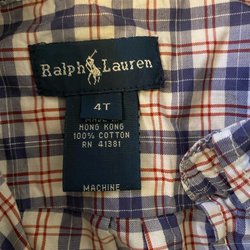 Ralph Lauren
4T
MADE IN
HONG KONG
100% COTTON
RN 41381
MACHINE